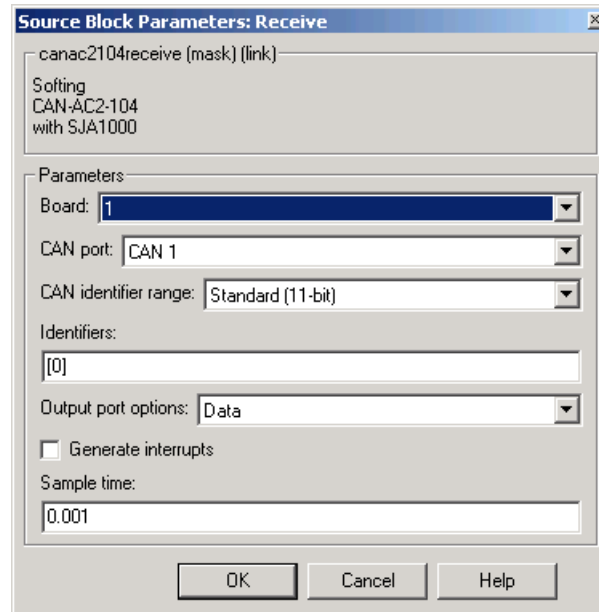 Source Block Parameters: Receive
canac2104receive (mask) (link)
Softing
CAN-AC2-104
with SJA1000
Parameters
Board: 1
CAN port: CAN 1
CAN identifier range: Standard (11-bit)
Identifiers:
[0]
Output port options: Data
Generate interrupts
Sample time:
0.001
OK Cancel Help